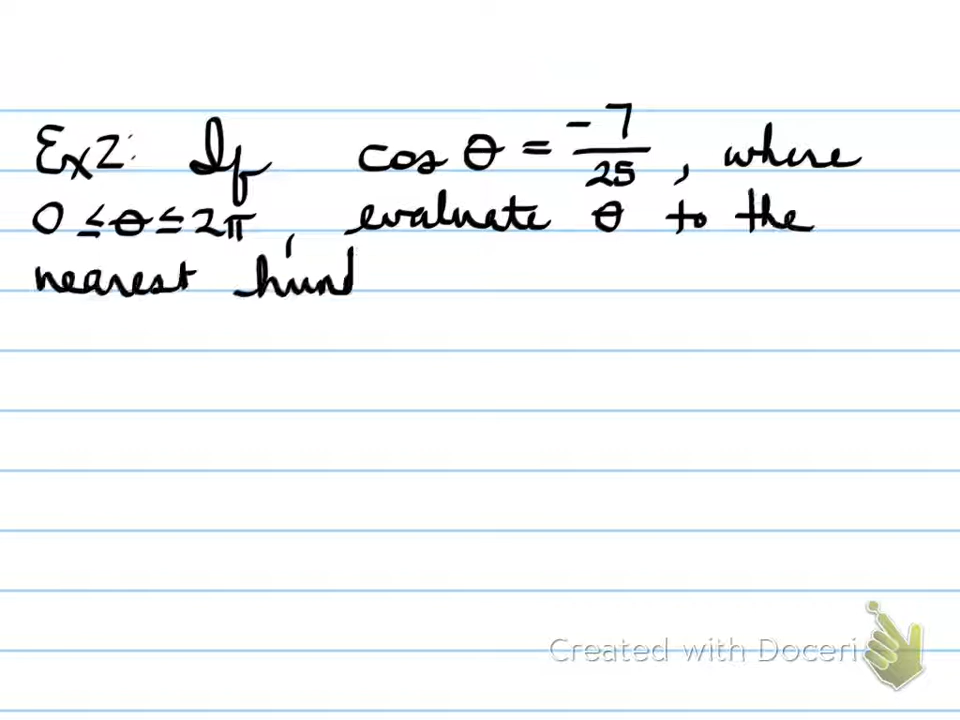 Ex2: If cos θ = -7/25, where
0 ≤ θ ≤ 2π, evaluate θ to the
nearest hund
Created with Doceri